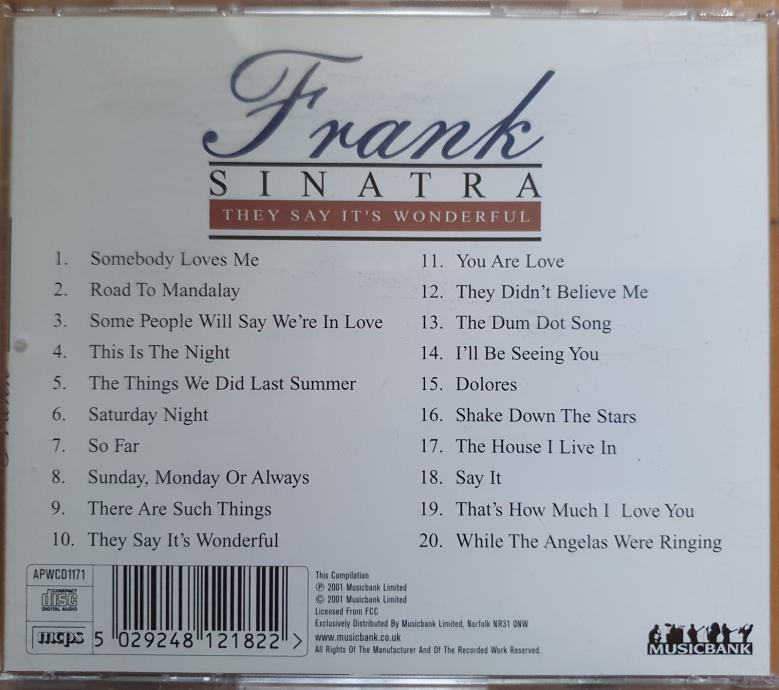 Frank
SINATRA
THEY SAY IT'S WONDERFUL
1. Somebody Loves Me
2. Road To Mandalay
3. Some People Will Say We're In Love
4. This Is The Night
5. The Things We Did Last Summer
6. Saturday Night
7. So Far
8. Sunday, Monday Or Always
9. There Are Such Things
10. They Say It's Wonderful
11. You Are Love
12. They Didn't Believe Me
13. The Dum Dot Song
14. I'll Be Seeing You
15. Dolores
16. Shake Down The Stars
17. The House I Live In
18. Say It
19. That's How Much I Love You
20. While The Angelas Were Ringing
APWCD1171
COMPACT
disc
DIGITAL AUDIO
mcps
5 029248 121822 >
This Compilation
℗ 2001 Musicbank Limited
© 2001 Musicbank Limited
Licensed From FCC
Exclusively Distributed By Musicbank Limited, Norfolk NR31 0NW
www.musicbank.co.uk
All Rights Of The Manufacturer And Of The Recorded Work Reserved.
MUSICBANK